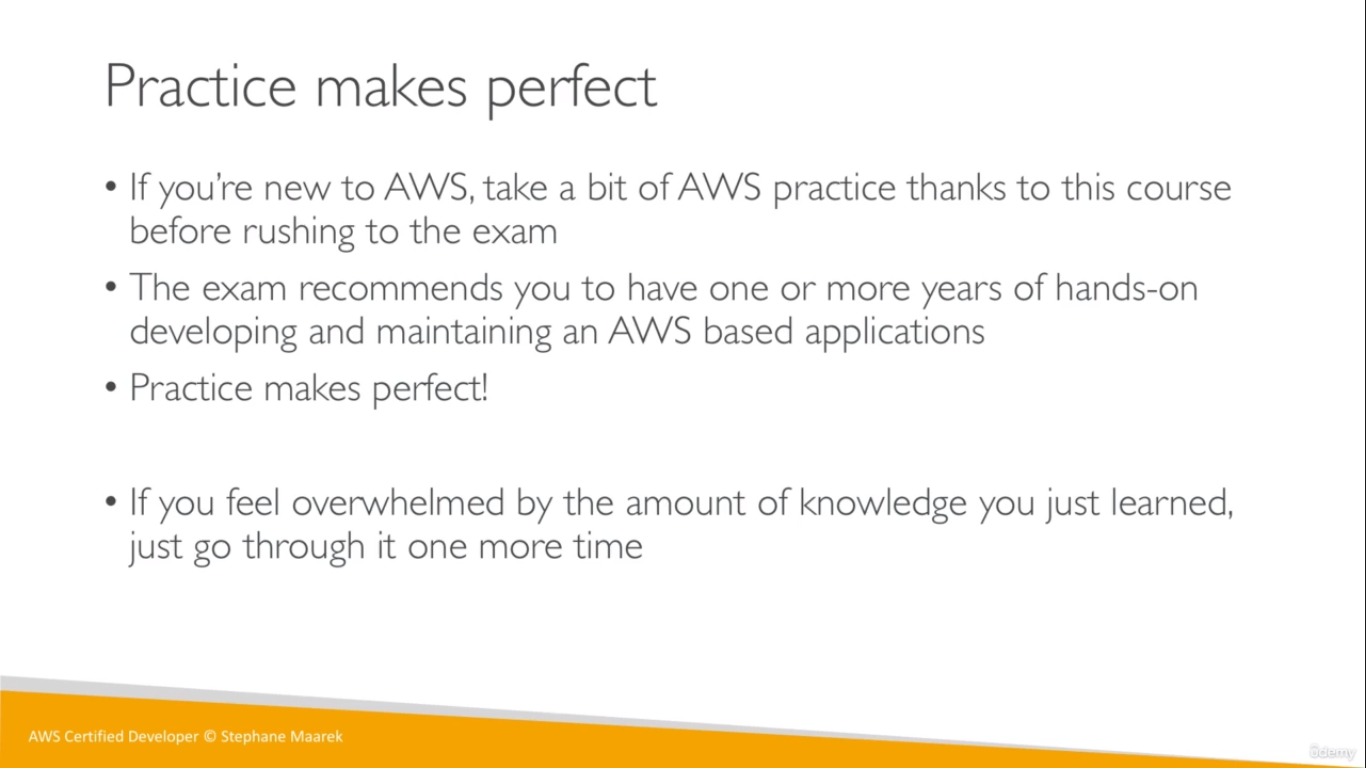 Practice makes perfect
• If you're new to AWS, take a bit of AWS practice thanks to this course
before rushing to the exam
• The exam recommends you to have one or more years of hands-on
developing and maintaining an AWS based applications
• Practice makes perfect!
• If you feel overwhelmed by the amount of knowledge you just learned,
just go through it one more time
AWS Certified Developer © Stephane Maarek
ûdemy